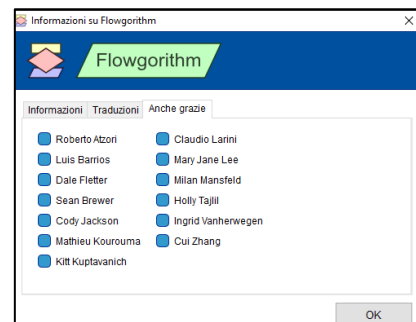 Informazioni su Flowgorithm
Flowgorithm
Informazioni Traduzioni Anche grazie
Roberto Atzori
Luis Barrios
Dale Fletter
Sean Brewer
Cody Jackson
Mathieu Kourouma
Kitt Kuptavanich
Claudio Larini
Mary Jane Lee
Milan Mansfeld
Holly Tajlil
Ingrid Vanherwegen
Cui Zhang
OK